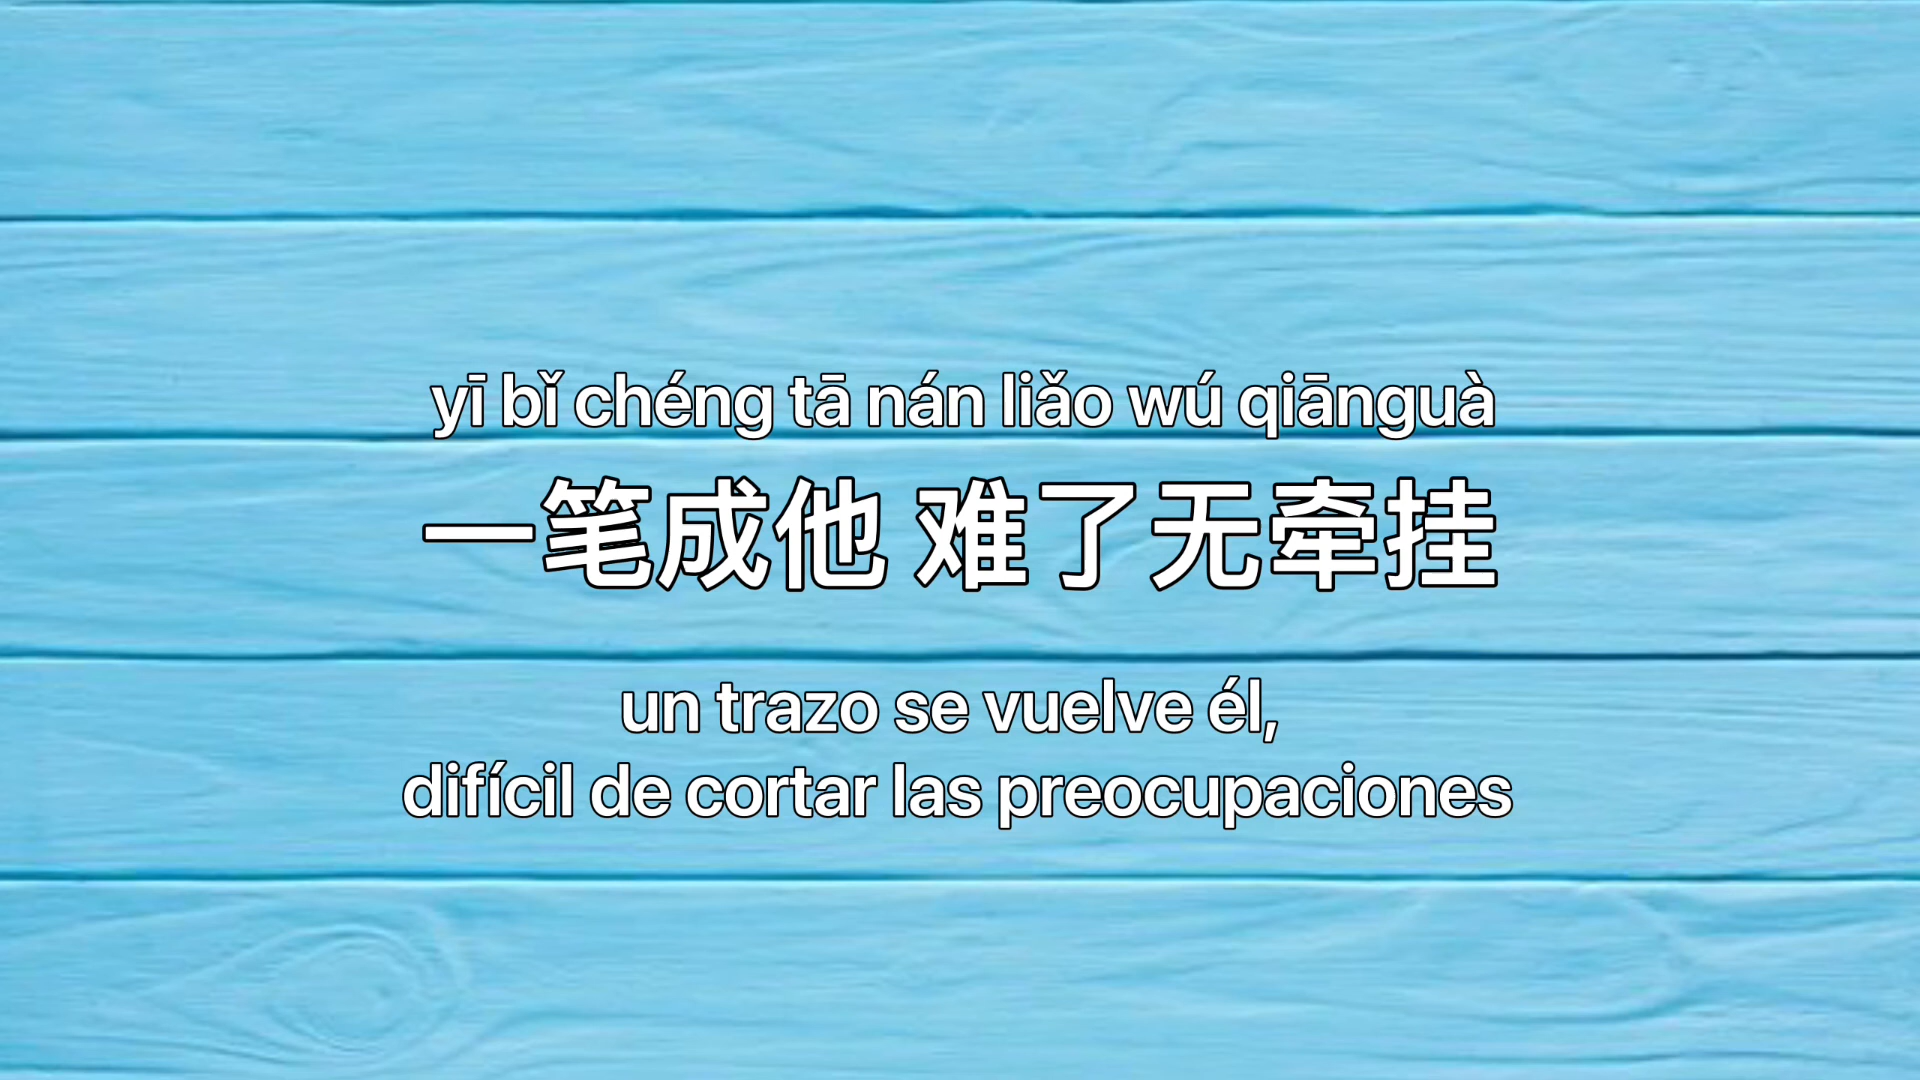 yī bǐ chéng tā nán liǎo wú qiānguà
一笔成他 难了无牵挂
un trazo se vuelve él,
difícil de cortar las preocupaciones